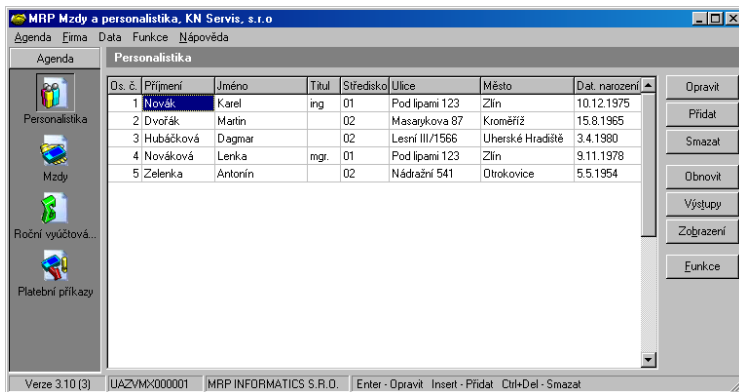 MRP Mzdy a personalistika, KN Servis, s.r.o
Agenda Firma Data Funkce Nápověda
Agenda
Personalistika
Mzdy
Roční vyúčtová...
Platební příkazy
Personalistika
Os. č. Příjmení Jméno Titul Středisko Ulice Město Dat. narození
1 Novák Karel ing 01 Pod lipami 123 Zlín 10.12.1975
2 Dvořák Martin 02 Masarykova 87 Kroměříž 15.8.1965
3 Hubáčková Dagmar 02 Lesní III/1566 Uherské Hradiště 3.4.1980
4 Nováková Lenka mgr. 01 Pod lipami 123 Zlín 9.11.1978
5 Zelenka Antonín 02 Nádražní 541 Otrokovice 5.5.1954
Opravit
Přidat
Smazat
Obnovit
Výstupy
Zobrazení
Funkce
Verze 3.10 (3) UAZVMX000001 MRP INFORMATICS S.R.O. Enter - Opravit Insert - Přidat Ctrl+Del - Smazat